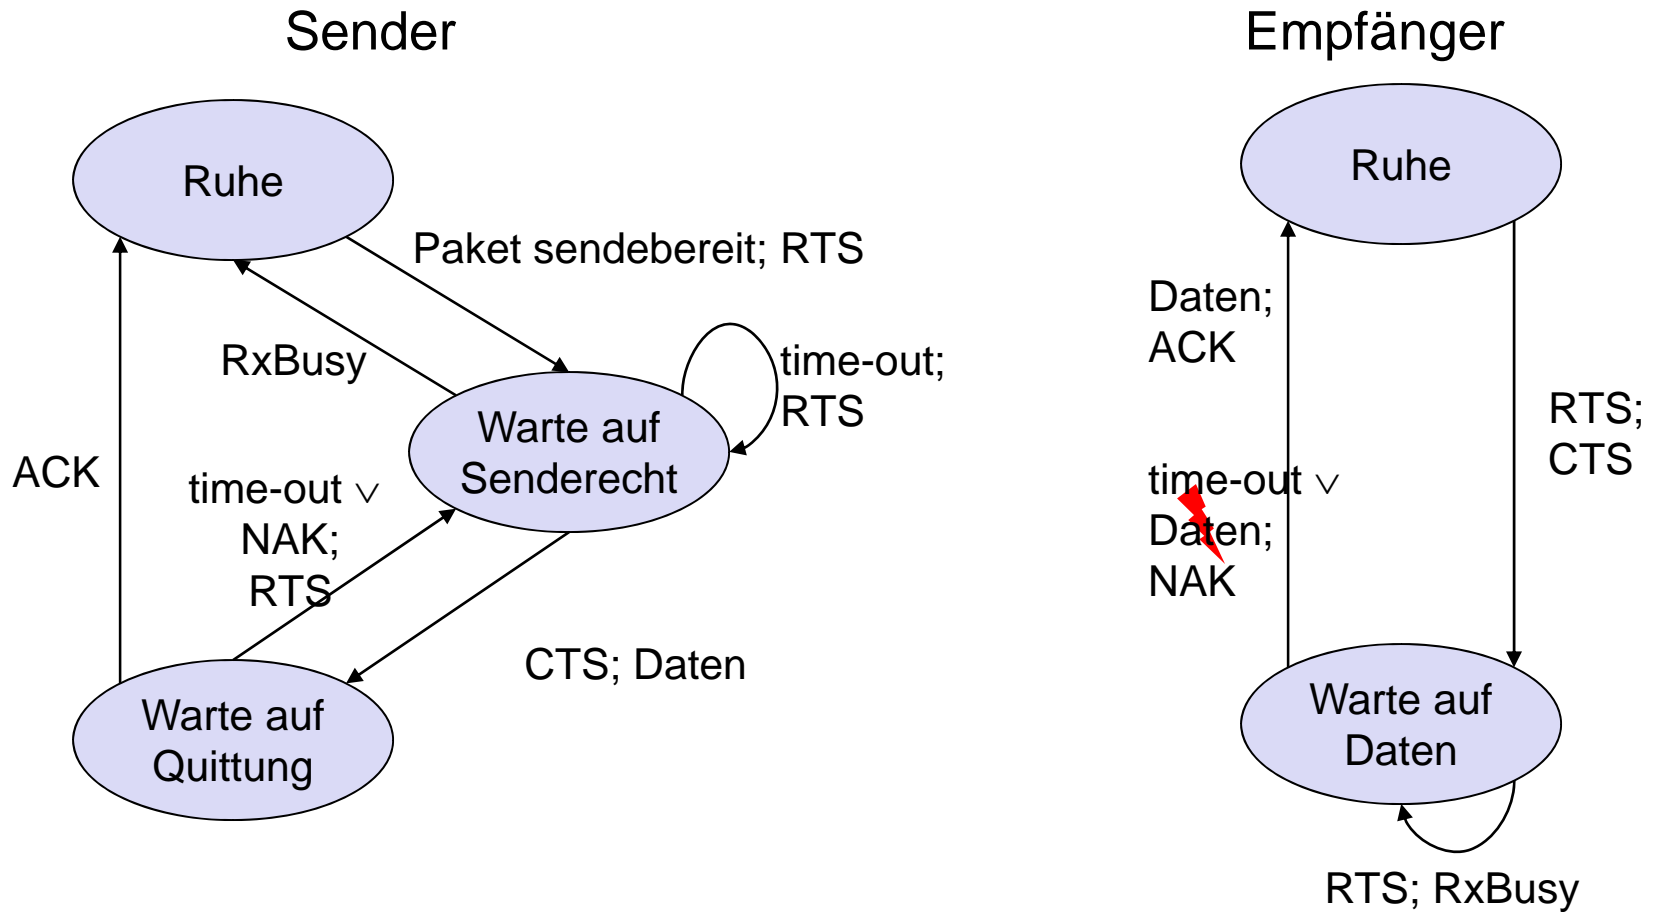 Sender
Ruhe
Paket sendebereit; RTS
RxBusy
time-out;
RTS
Warte auf
Senderecht
ACK
time-out ∨
NAK;
RTS
CTS; Daten
Warte auf
Quittung
Empfänger
Ruhe
Daten;
ACK
RTS;
CTS
time-out ∨
Daten;
NAK
Warte auf
Daten
RTS; RxBusy